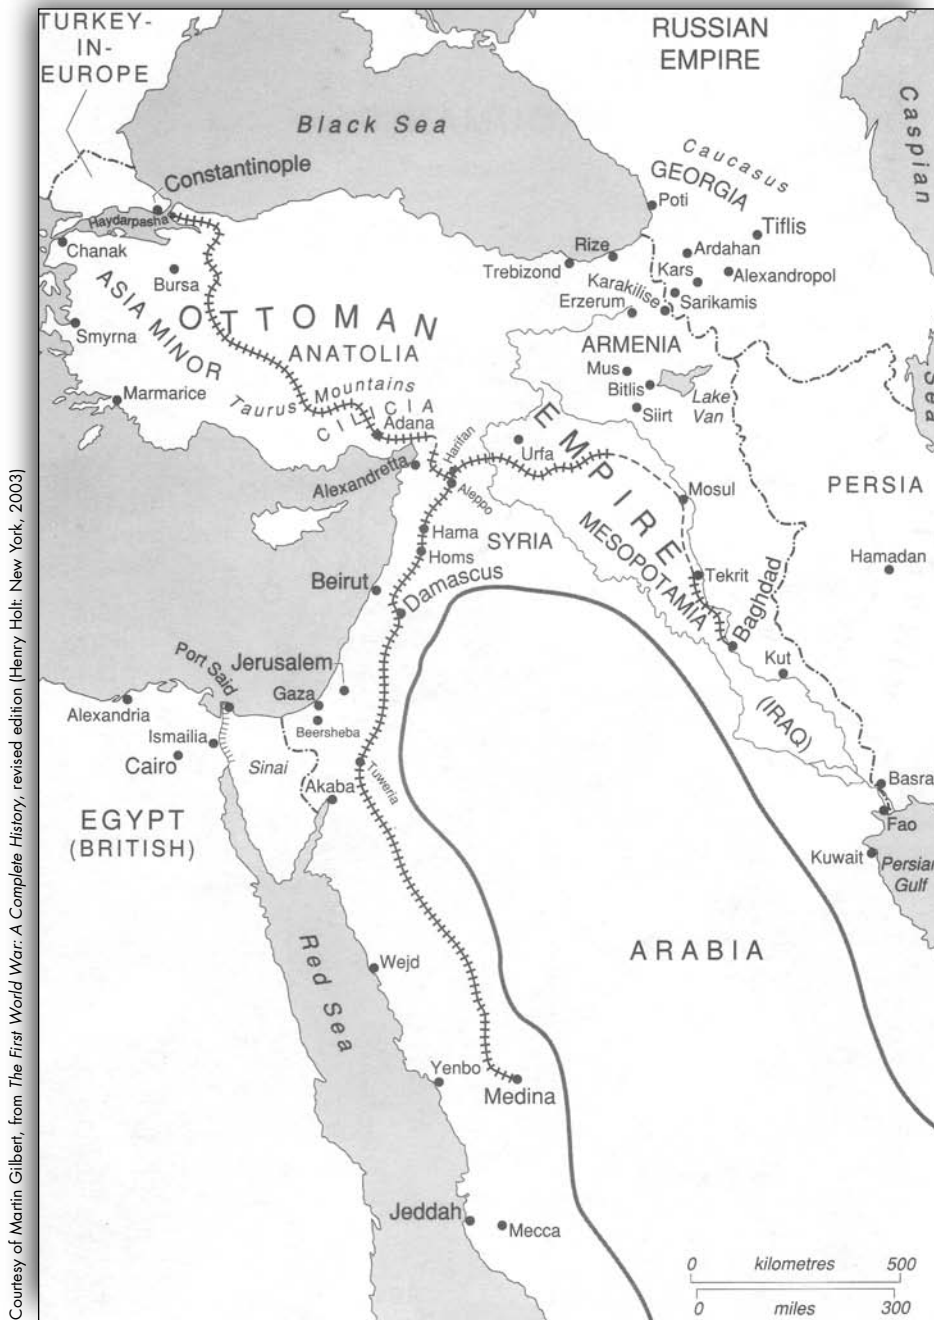 TURKEY-
IN-
EUROPE
RUSSIAN
EMPIRE
Black Sea
Caspian
Sea
Caucasus
GEORGIA
Constantinople
Haydarpasha
Poti
Tiflis
Chanak
Rize
Ardahan
Trebizond
Kars
Alexandropol
Bursa
Karakilise
Sarikamis
Erzerum
ASIA MINOR
OTTOMAN
EMPIRE
Smyrna
ANATOLIA
ARMENIA
Mus
Bitlis
Lake
Van
Siirt
Marmarice
Taurus Mountains
CILICIA
Adana
Harifan
Urfa
Alexandretta
Aleppo
Mosul
PERSIA
Hama
Homs
SYRIA
MESOPOTAMIA
Hamadan
Beirut
Damascus
Tekrit
Baghdad
Port Said
Jerusalem
Kut
Gaza
Alexandria
Beersheba
(IRAQ)
Ismailia
Cairo
Sinai
Tuweria
Akaba
Basra
EGYPT
(BRITISH)
Fao
Kuwait
Persian
Gulf
Red Sea
ARABIA
Wejd
Yenbo
Medina
Jeddah
Mecca
0 kilometres 500
0 miles 300
Courtesy of Martin Gilbert, from The First World War: A Complete History, revised edition (Henry Holt: New York, 2003)